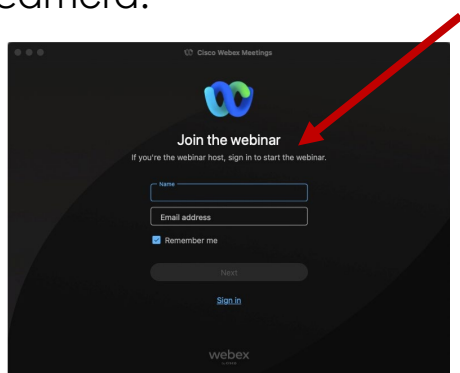 camera.
Cisco Webex Meetings
Join the webinar
If you're the webinar host, sign in to start the webinar.
Name
Email address
Remember me
Next
Sign in
webex